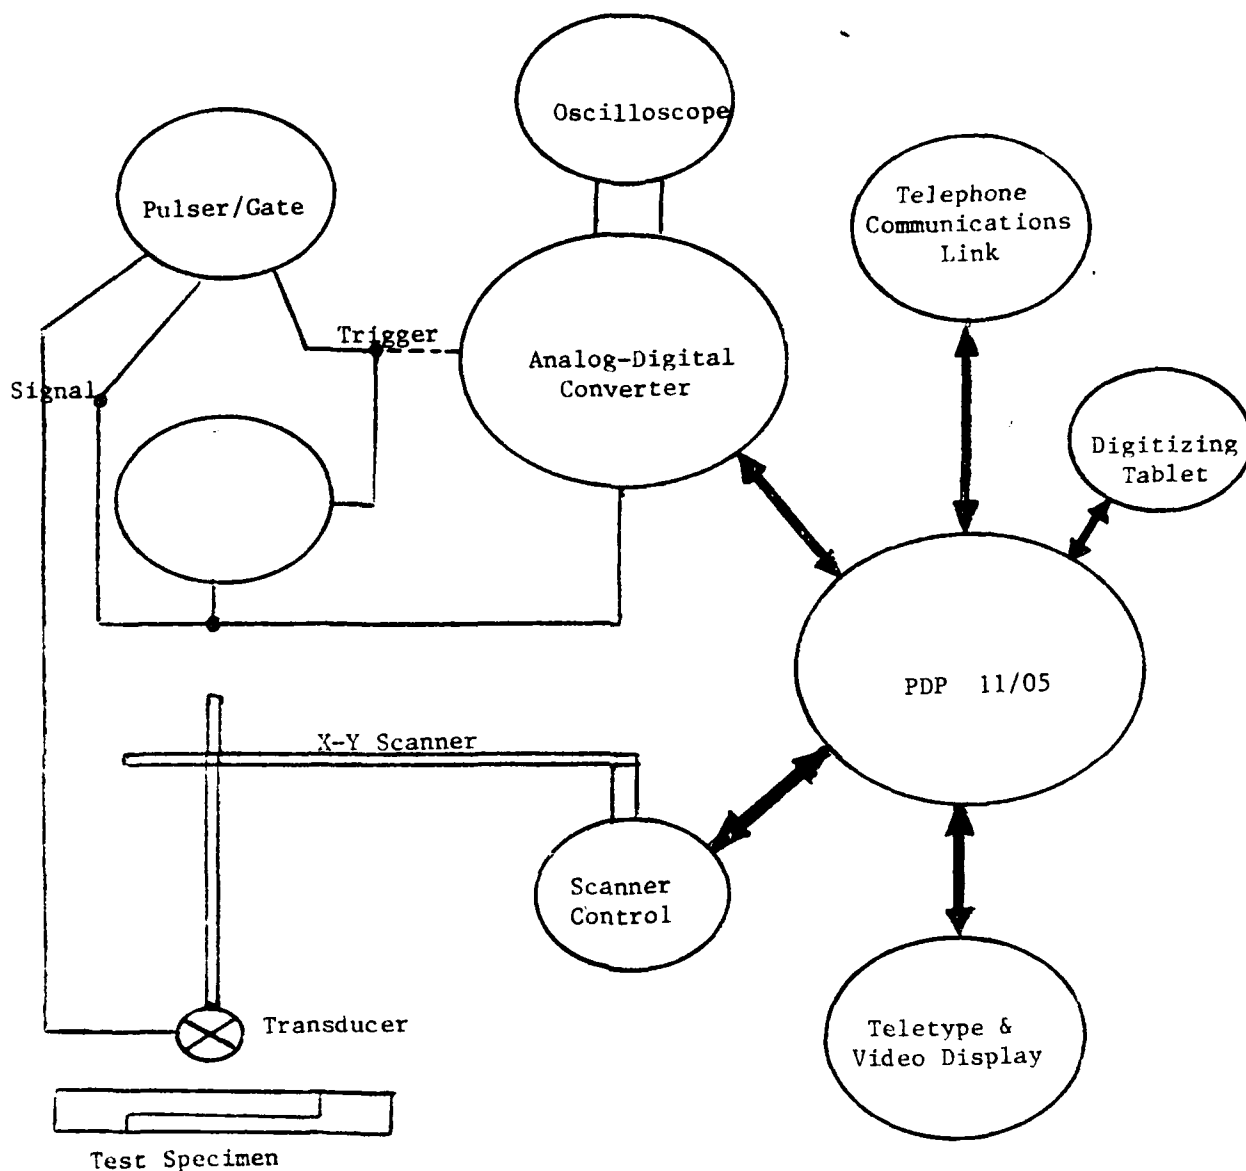 Oscilloscope
Pulser/Gate
Telephone
Communications
Link
Trigger
Analog-Digital
Converter
Signal
Digitizing
Tablet
PDP 11/05
X-Y Scanner
Scanner
Control
Transducer
Teletype &
Video Display
Test Specimen